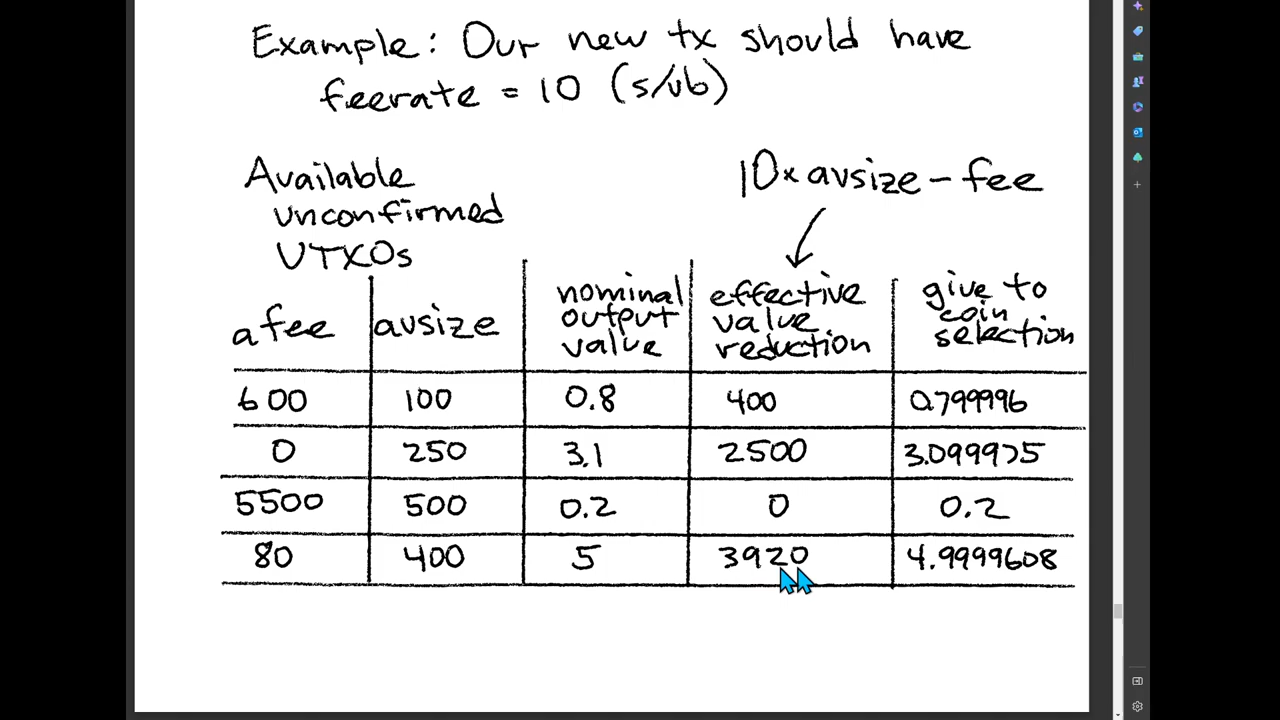 Example: Our new tx should have
feerate = 10 (s/vb)
Available
unconfirmed
UTXOs
10x avsize - fee
afee avsize nominal output value effective value reduction give to coin selection
600 100 0.8 400 0.799996
0 250 3.1 2500 3.099975
5500 500 0.2 0 0.2
80 400 5 3920 4.9999608